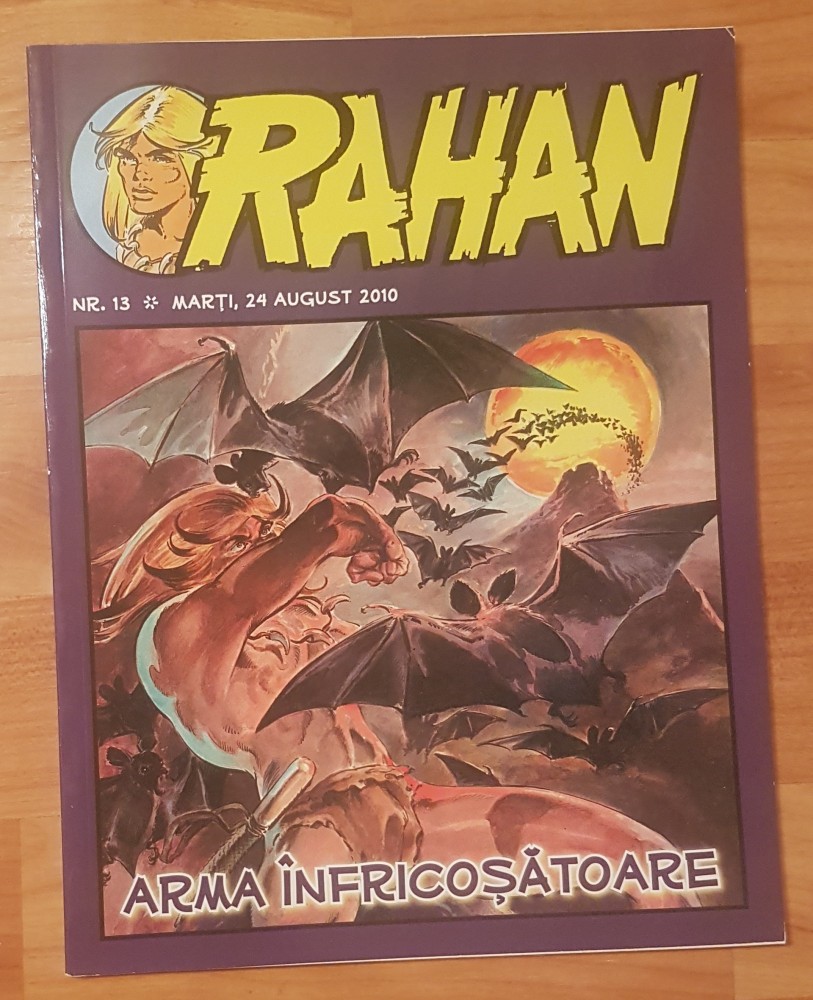 RAHAN
NR. 13 ⁂ MARȚI, 24 AUGUST 2010
ARMA ÎNFRICOȘĂTOARE